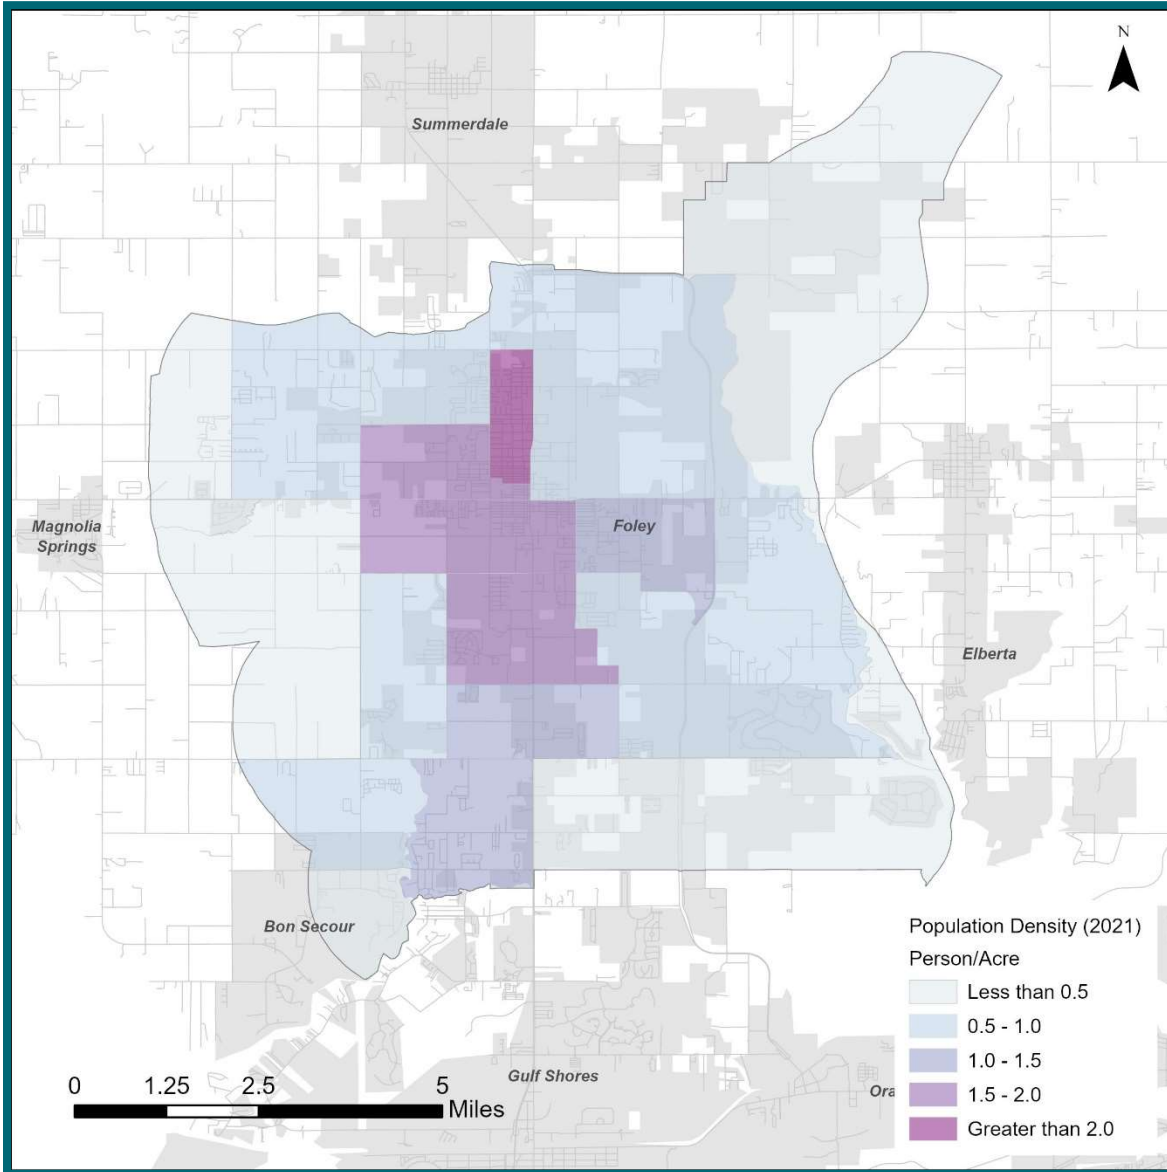 N
Summerdale
Magnolia
Springs
Foley
Elberta
Bon Secour
Gulf Shores
Ora
Population Density (2021)
Person/Acre
Less than 0.5
0.5 - 1.0
1.0 - 1.5
1.5 - 2.0
Greater than 2.0
0 1.25 2.5 5
Miles